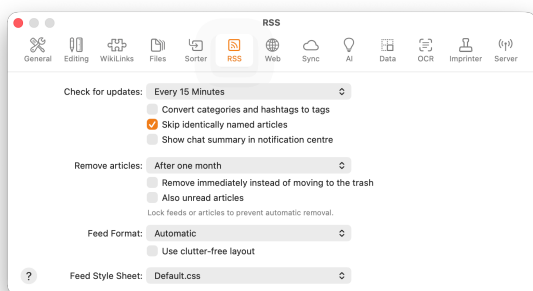 RSS
General Editing WikiLinks Files Sorter RSS Web Sync AI Data OCR Imprinter Server
Check for updates: Every 15 Minutes
Convert categories and hashtags to tags
Skip identically named articles
Show chat summary in notification centre
Remove articles: After one month
Remove immediately instead of moving to the trash
Also unread articles
Lock feeds or articles to prevent automatic removal.
Feed Format: Automatic
Use clutter-free layout
? Feed Style Sheet: Default.css